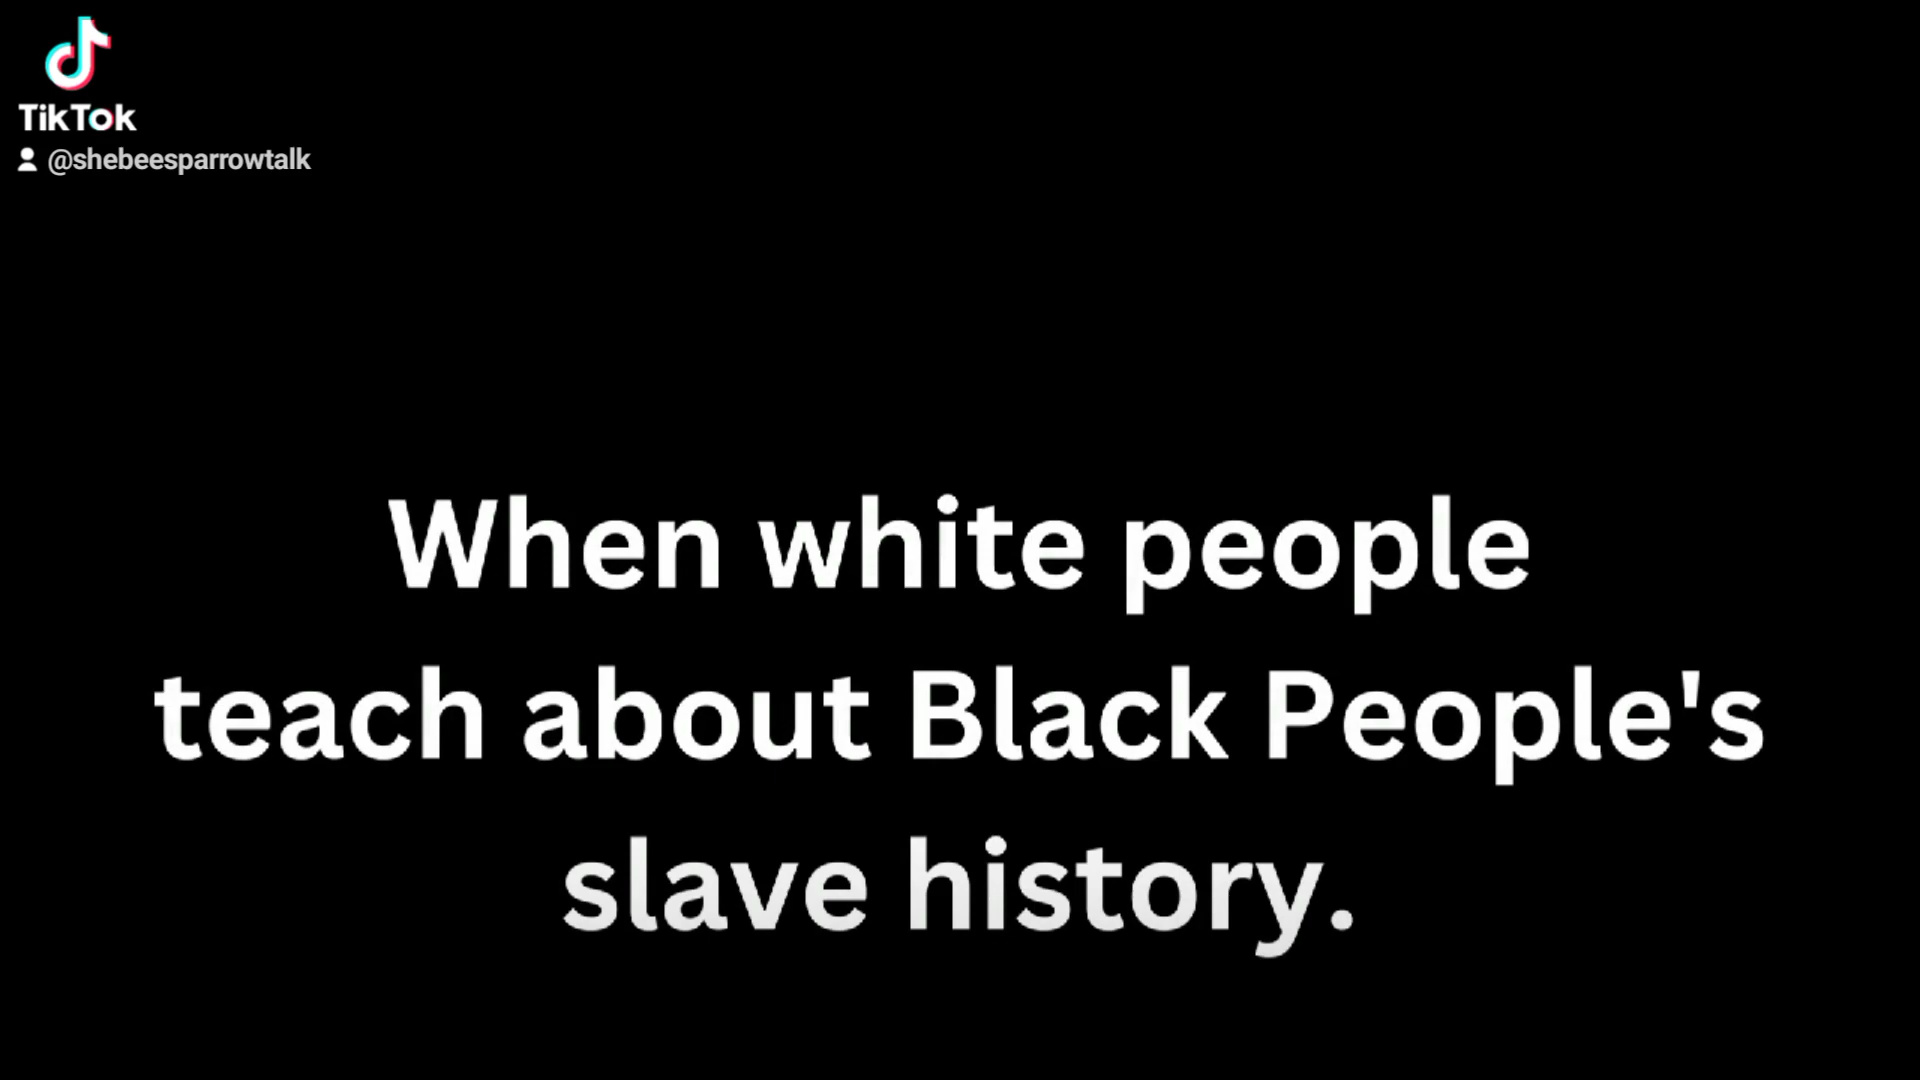 TikTok
@shebeesparrowtalk
When white people
teach about Black People's
slave history.